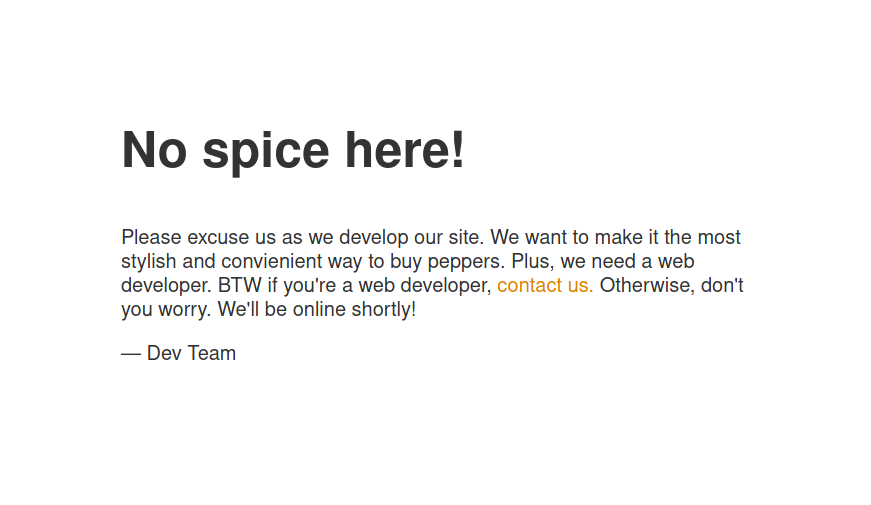 No spice here!
Please excuse us as we develop our site. We want to make it the most
stylish and convienient way to buy peppers. Plus, we need a web
developer. BTW if you're a web developer, contact us. Otherwise, don't
you worry. We'll be online shortly!
— Dev Team